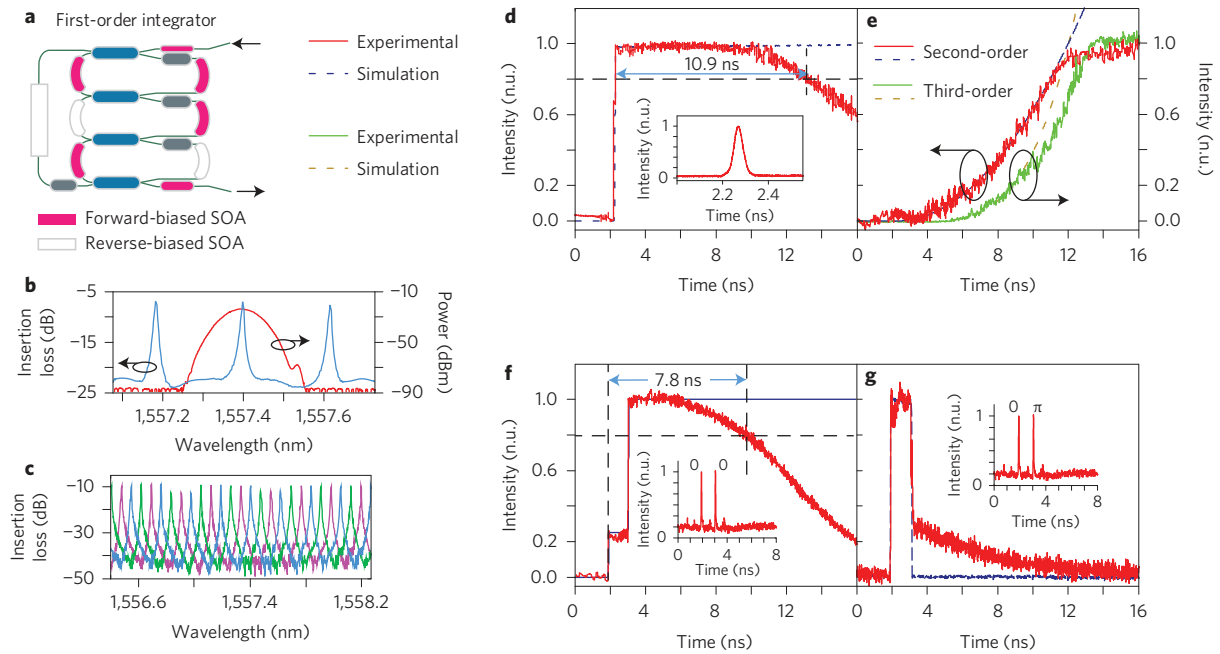 a
First-order integrator
Experimental
Simulation
Experimental
Simulation
Forward-biased SOA
Reverse-biased SOA
b
−5
−15
−25
Insertion
loss (dB)
−10
−50
−90
Power
(dBm)
1,557.2
1,557.4
1,557.6
Wavelength (nm)
c
−10
−30
−50
Insertion
loss (dB)
1,556.6
1,557.4
1,558.2
Wavelength (nm)
d
1.0
0.6
0.2
0.0
Intensity (n.u.)
10.9 ns
Intensity
(n.u.)
1
0
2.2
2.4
Time (ns)
0
4
8
12
Time (ns)
e
Second-order
Third-order
1.0
0.8
0.6
0.4
0.2
0.0
Intensity
(n.u.)
0
4
8
12
16
Time (ns)
f
7.8 ns
1.0
0.6
0.2
0.0
Intensity (n.u.)
0 0
Intensity
(n.u.)
1
0
0
4
8
Time (ns)
0
4
8
12
Time (ns)
g
0 π
Intensity
(n.u.)
1
0
0
4
8
Time (ns)
0
4
8
12
16
Time (ns)